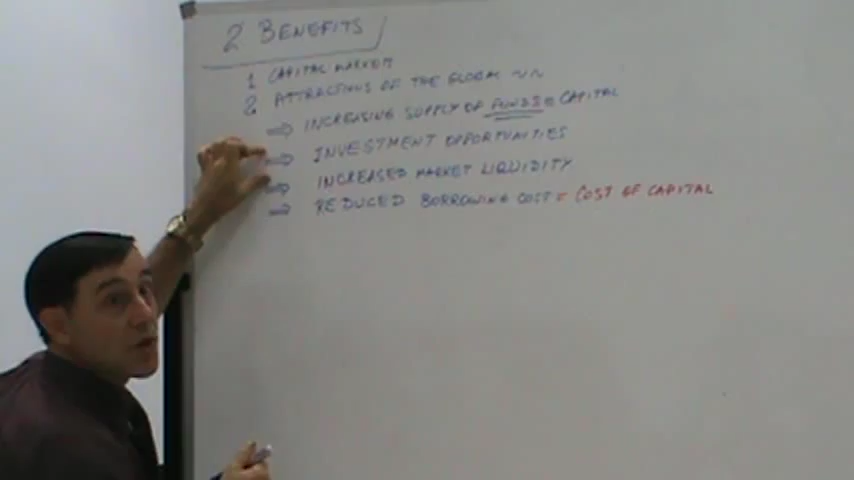 2 BENEFITS
1 CAPITAL MARKET
2 ATTRACTIONS OF THE GLOBAL ~~
⇒ INCREASING SUPPLY OF FUNDS = CAPITAL
⇒ INVESTMENT OPPORTUNITIES
⇒ INCREASED MARKET LIQUIDITY
⇒ REDUCED BORROWING COST = COST OF CAPITAL